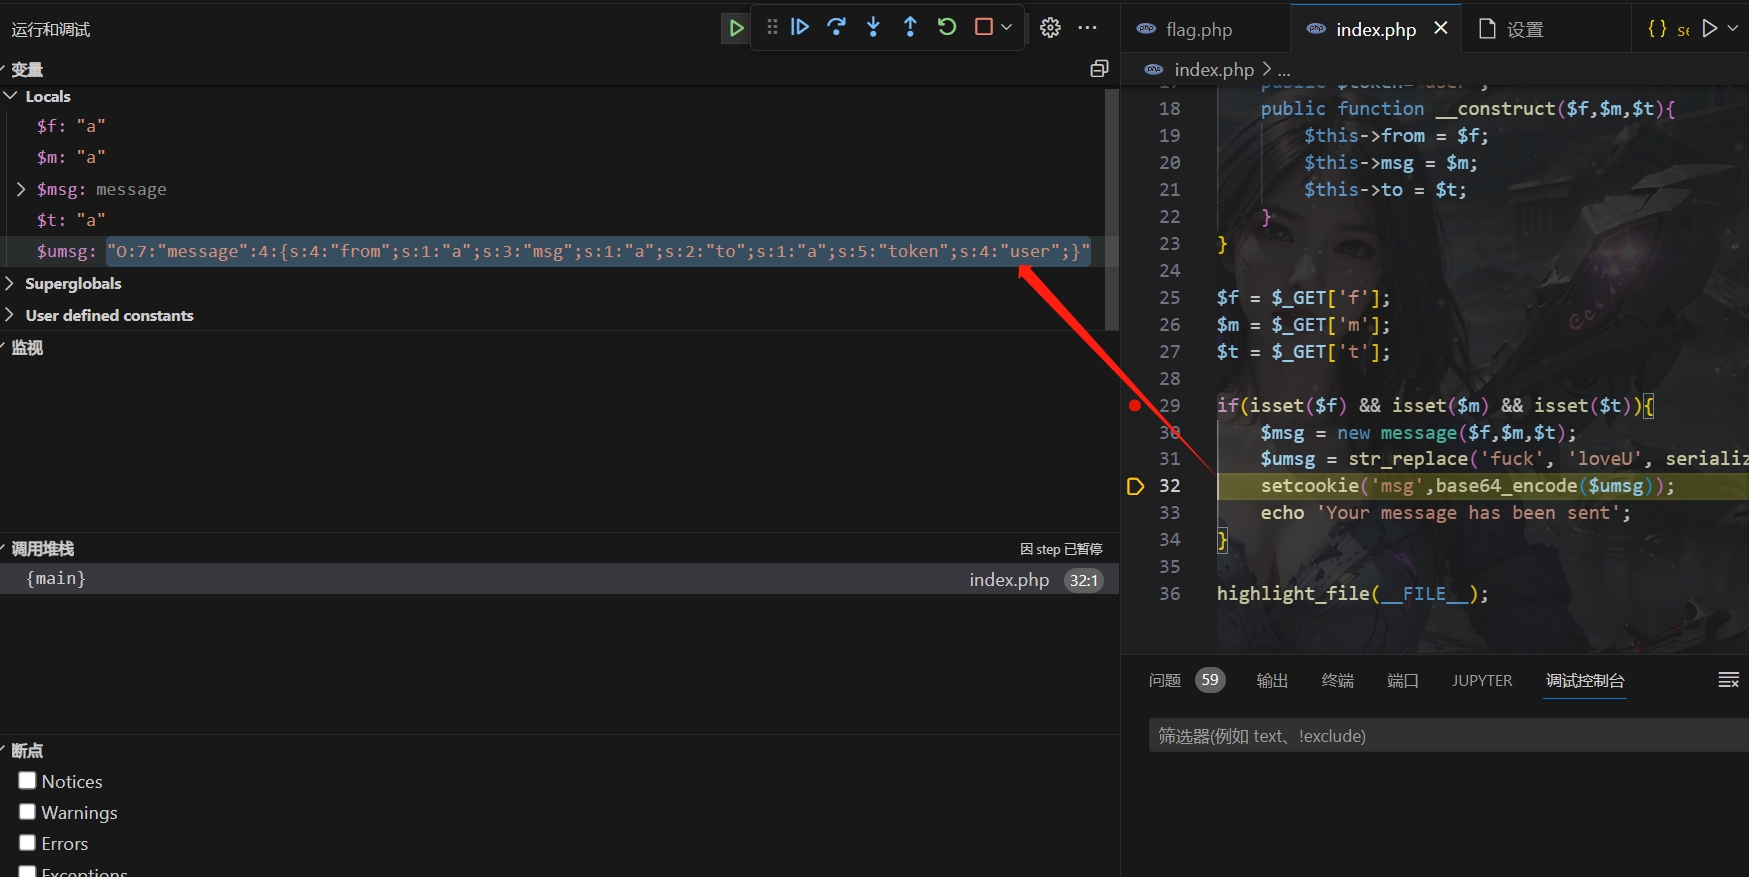 运行和调试
变量
Locals
$f: "a"
$m: "a"
$msg: message
$t: "a"
$umsg: "O:7:"message":4:{s:4:"from";s:1:"a";s:3:"msg";s:1:"a";s:2:"to";s:1:"a";s:5:"token";s:4:"user";}"
Superglobals
User defined constants
监视
调用堆栈
因 step 已暂停
{main} index.php 32:1
断点
Notices
Warnings
Errors
Exceptions
flag.php index.php 设置 { }
index.php > ...
18 public function __construct($f,$m,$t){
19 $this->from = $f;
20 $this->msg = $m;
21 $this->to = $t;
22 }
23 }
24
25 $f = $_GET['f'];
26 $m = $_GET['m'];
27 $t = $_GET['t'];
28
29 if(isset($f) && isset($m) && isset($t)){
30 $msg = new message($f,$m,$t);
31 $umsg = str_replace('fuck', 'loveU', serializ
32 setcookie('msg',base64_encode($umsg));
33 echo 'Your message has been sent';
34 }
35
36 highlight_file(__FILE__);
问题 59 输出 终端 端口 JUPYTER 调试控制台
筛选器(例如 text、!exclude)